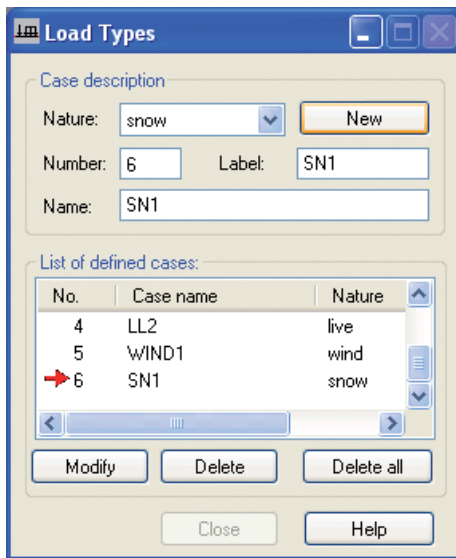 Load Types
Case description
Nature: snow New
Number: 6 Label: SN1
Name: SN1
List of defined cases:
No. Case name Nature
4 LL2 live
5 WIND1 wind
6 SN1 snow
Modify Delete Delete all
Close Help